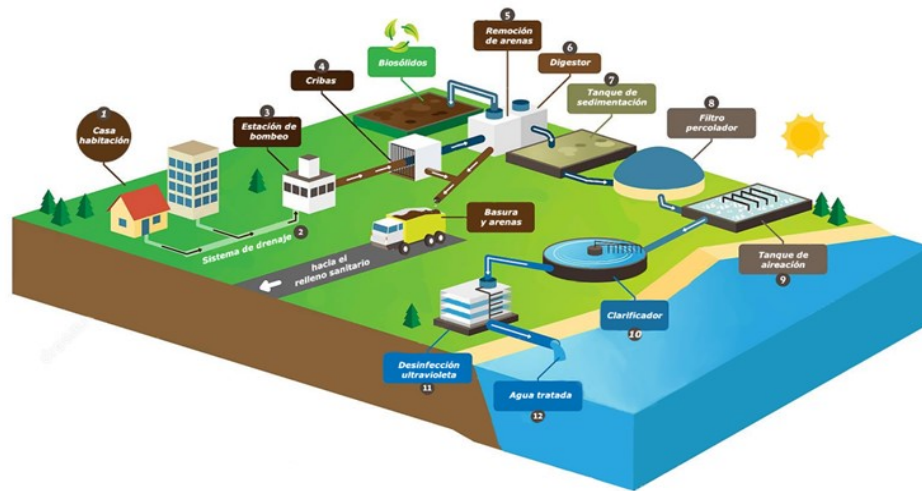 1
Casa
habitación
Sistema de drenaje 2
3
Estación de
bombeo
4
Cribas
Biosólidos
5
Remoción
de arenas
6
Digestor
7
Tanque de
sedimentación
8
Filtro
percolador
Tanque de
aireación
9
Basura
y arenas
hacia el
relleno sanitario
Clarificador
10
Desinfección
ultravioleta
11
Agua tratada
12